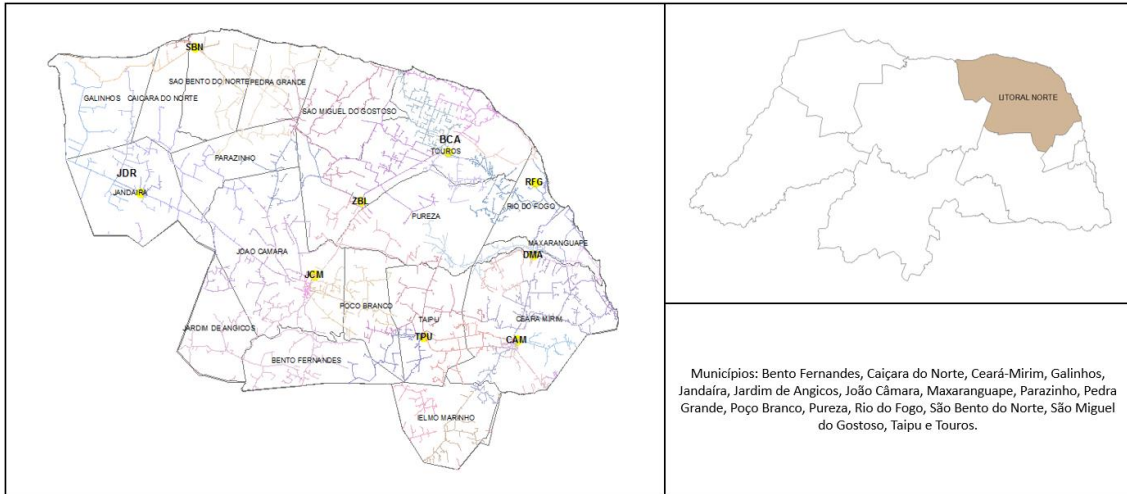 SBN
SAO BENTO DO NORTE
PEDRA GRANDE
GALINHOS
CAICARA DO NORTE
SAO MIGUEL DO GOSTOSO
BCA
TOUROS
PARAZINHO
JDR
JANDAIRA
RFG
ZBL
RIO DO FOGO
PUREZA
MAXARANGUAPE
JOAO CAMARA
DMA
JCM
POCO BRANCO
TAIPU
CEARA MIRIM
JARDIM DE ANGICOS
TPU
CAM
BENTO FERNANDES
IELMO MARINHO
LITORAL NORTE
Municípios: Bento Fernandes, Caiçara do Norte, Ceará-Mirim, Galinhos,
Jandaíra, Jardim de Angicos, João Câmara, Maxaranguape, Parazinho, Pedra
Grande, Poço Branco, Pureza, Rio do Fogo, São Bento do Norte, São Miguel
do Gostoso, Taipu e Touros.